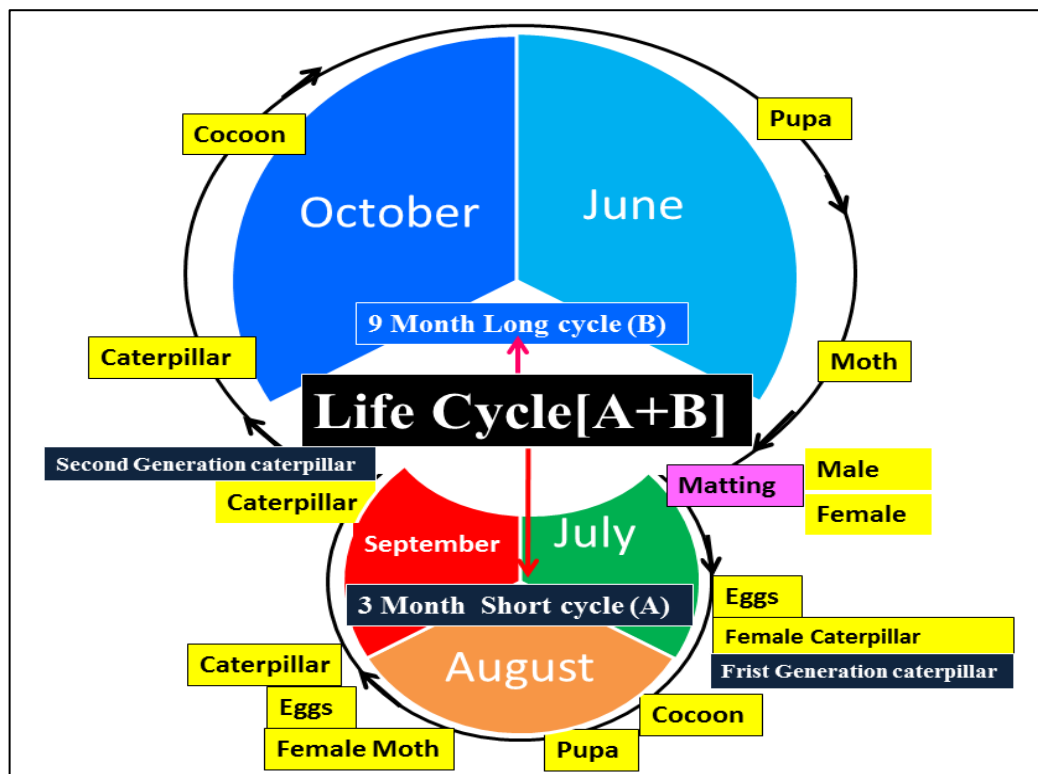 Cocoon
Pupa
October
June
9 Month Long cycle (B)
Caterpillar
Moth
Life Cycle[A+B]
Second Generation caterpillar
Caterpillar
Matting
Male
Female
September
July
3 Month Short cycle (A)
Eggs
Female Caterpillar
Frist Generation caterpillar
Caterpillar
August
Eggs
Cocoon
Female Moth
Pupa